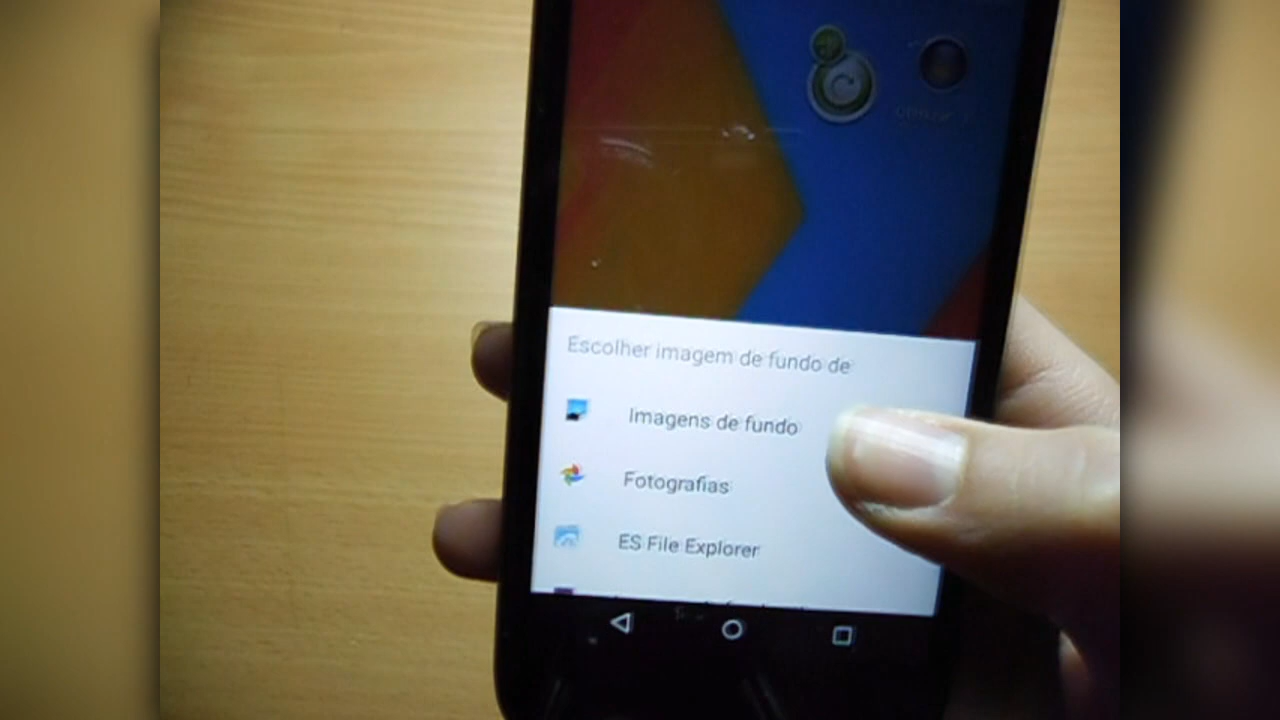 Escolher imagem de fundo de
Imagens de fundo
Fotografias
ES File Explorer